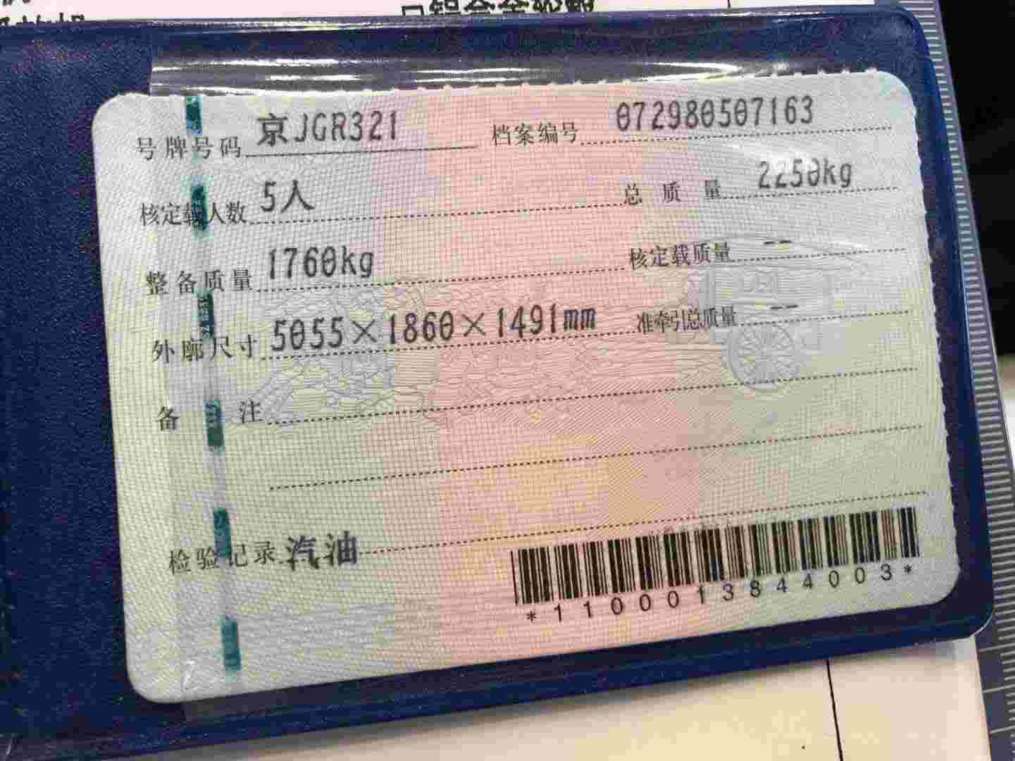 号牌号码 京JGR321 档案编号 072980507163
核定载人数 5人 总质量 2250kg
整备质量 1760kg 核定载质量 --
外廓尺寸 5055×1860×1491mm 准牵引总质量 --
备注
检验记录 汽油
*1100013844003*